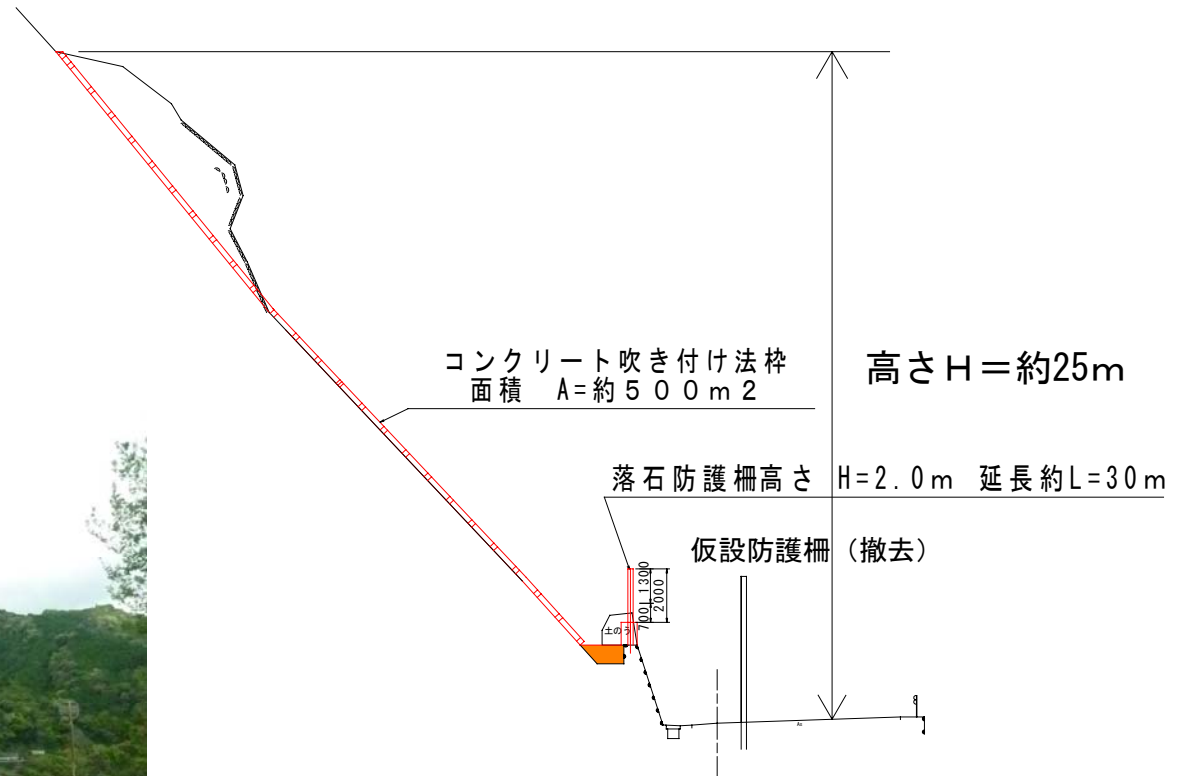 コンクリート吹き付け法枠
面積　A=約５００ｍ２
高さＨ＝約25m
落石防護柵高さ H=2.0m 延長約L=30m
仮設防護柵（撤去）
700 1300
2000
土のう
As